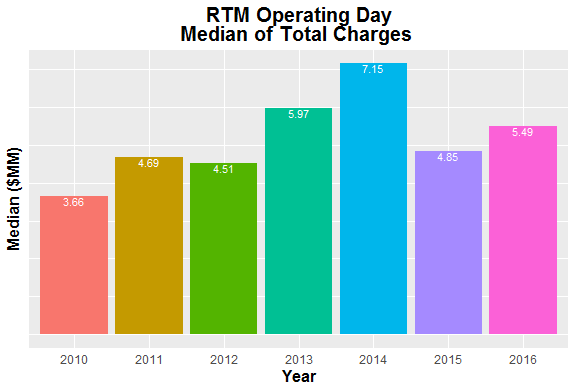 RTM Operating Day
Median of Total Charges
Median ($MM)
3.66
4.69
4.51
5.97
7.15
4.85
5.49
2010 2011 2012 2013 2014 2015 2016
Year